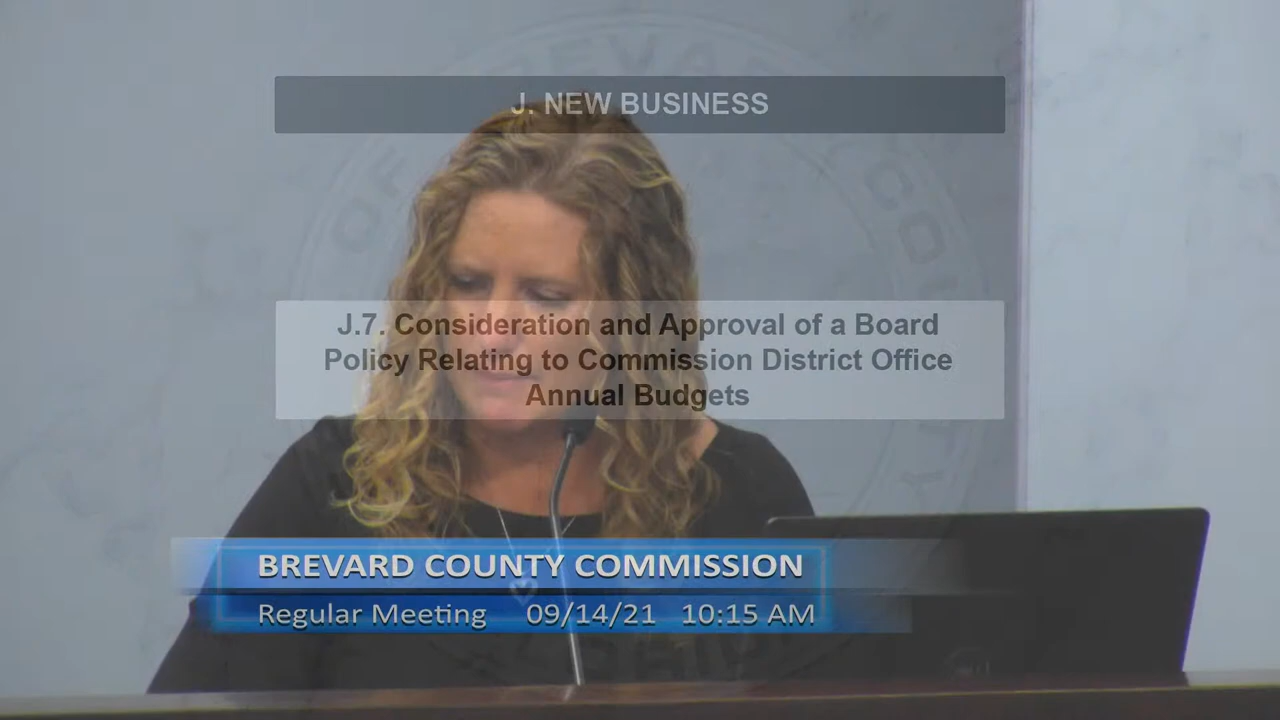 J. NEW BUSINESS
J.7. Consideration and Approval of a Board
Policy Relating to Commission District Office
Annual Budgets
BREVARD COUNTY COMMISSION
Regular Meeting 09/14/21 10:15 AM